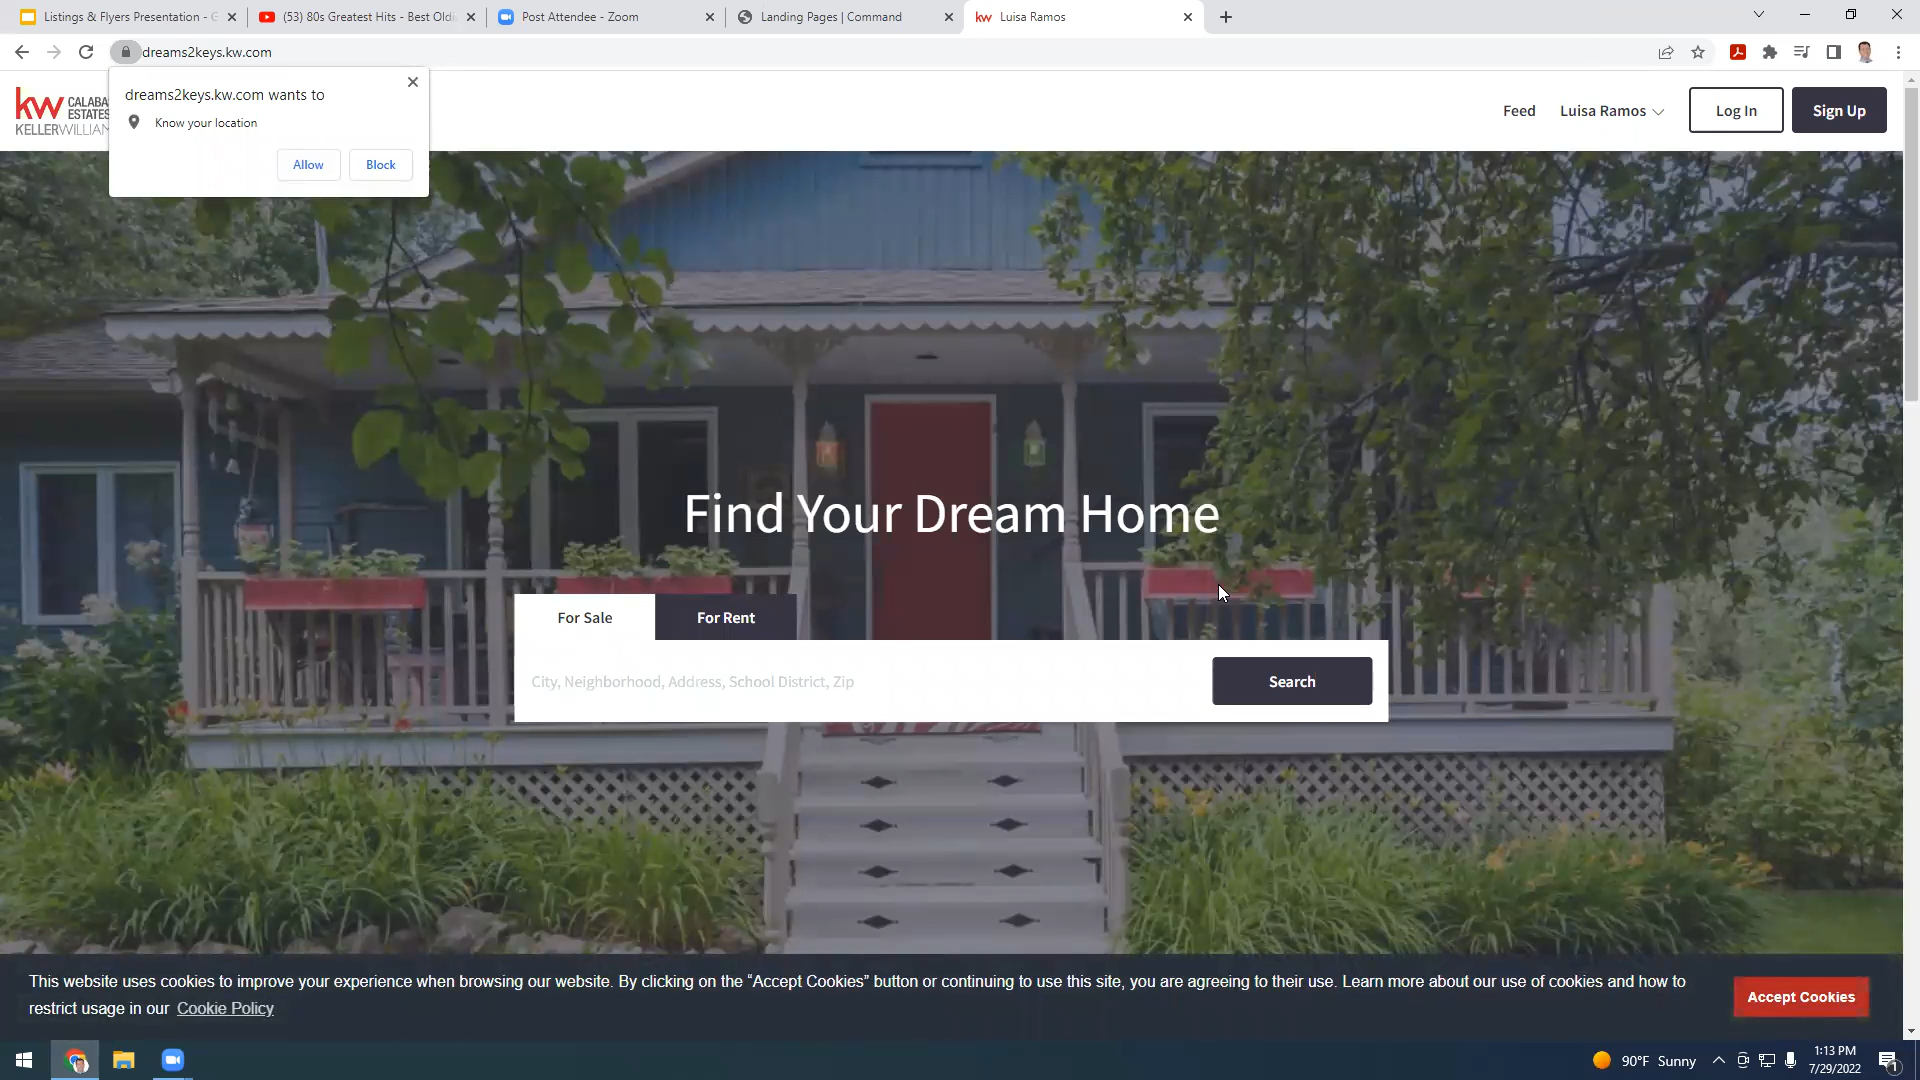 Listings & Flyers Presentation - G
(53) 80s Greatest Hits - Best Oldi
Post Attendee - Zoom
Landing Pages | Command
kw Luisa Ramos
dreams2keys.kw.com
dreams2keys.kw.com wants to
Know your location
Allow
Block
kw CALABA
ESTATES
KELLERWILLIAM
Feed
Luisa Ramos
Log In
Sign Up
Find Your Dream Home
For Sale
For Rent
City, Neighborhood, Address, School District, Zip
Search
This website uses cookies to improve your experience when browsing our website. By clicking on the “Accept Cookies” button or continuing to use this site, you are agreeing to their use. Learn more about our use of cookies and how to
restrict usage in our Cookie Policy
Accept Cookies
90°F Sunny
1:13 PM
7/29/2022
1